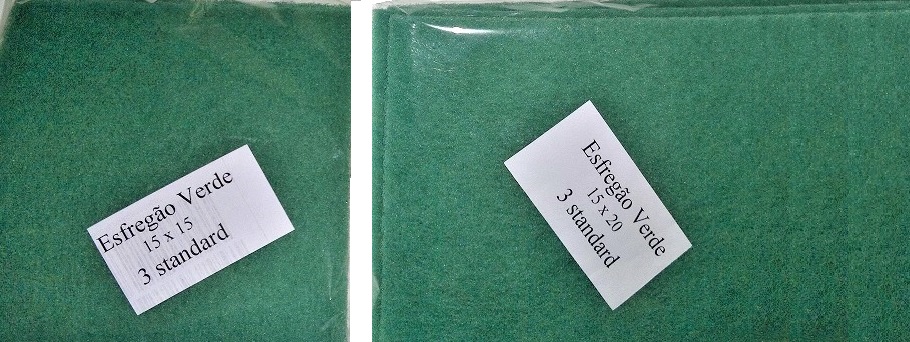 Esfregão Verde
15 x 15
3 standard
Esfregão Verde
15 x 20
3 standard